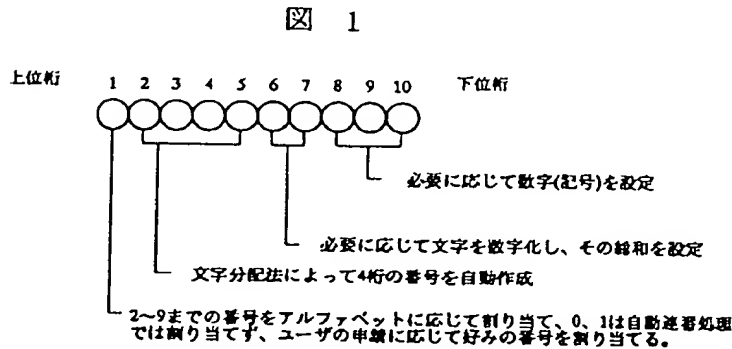 図 1
上位桁 1 2 3 4 5 6 7 8 9 10 下位桁
必要に応じて数字(記号)を設定
必要に応じて文字を数字化し、その総和を設定
文字分配法によって4桁の番号を自動作成
2~9までの番号をアルファベットに応じて割り当て、0、1は自動連番処理
では割り当てず、ユーザの申請に応じて好みの番号を割り当てる。